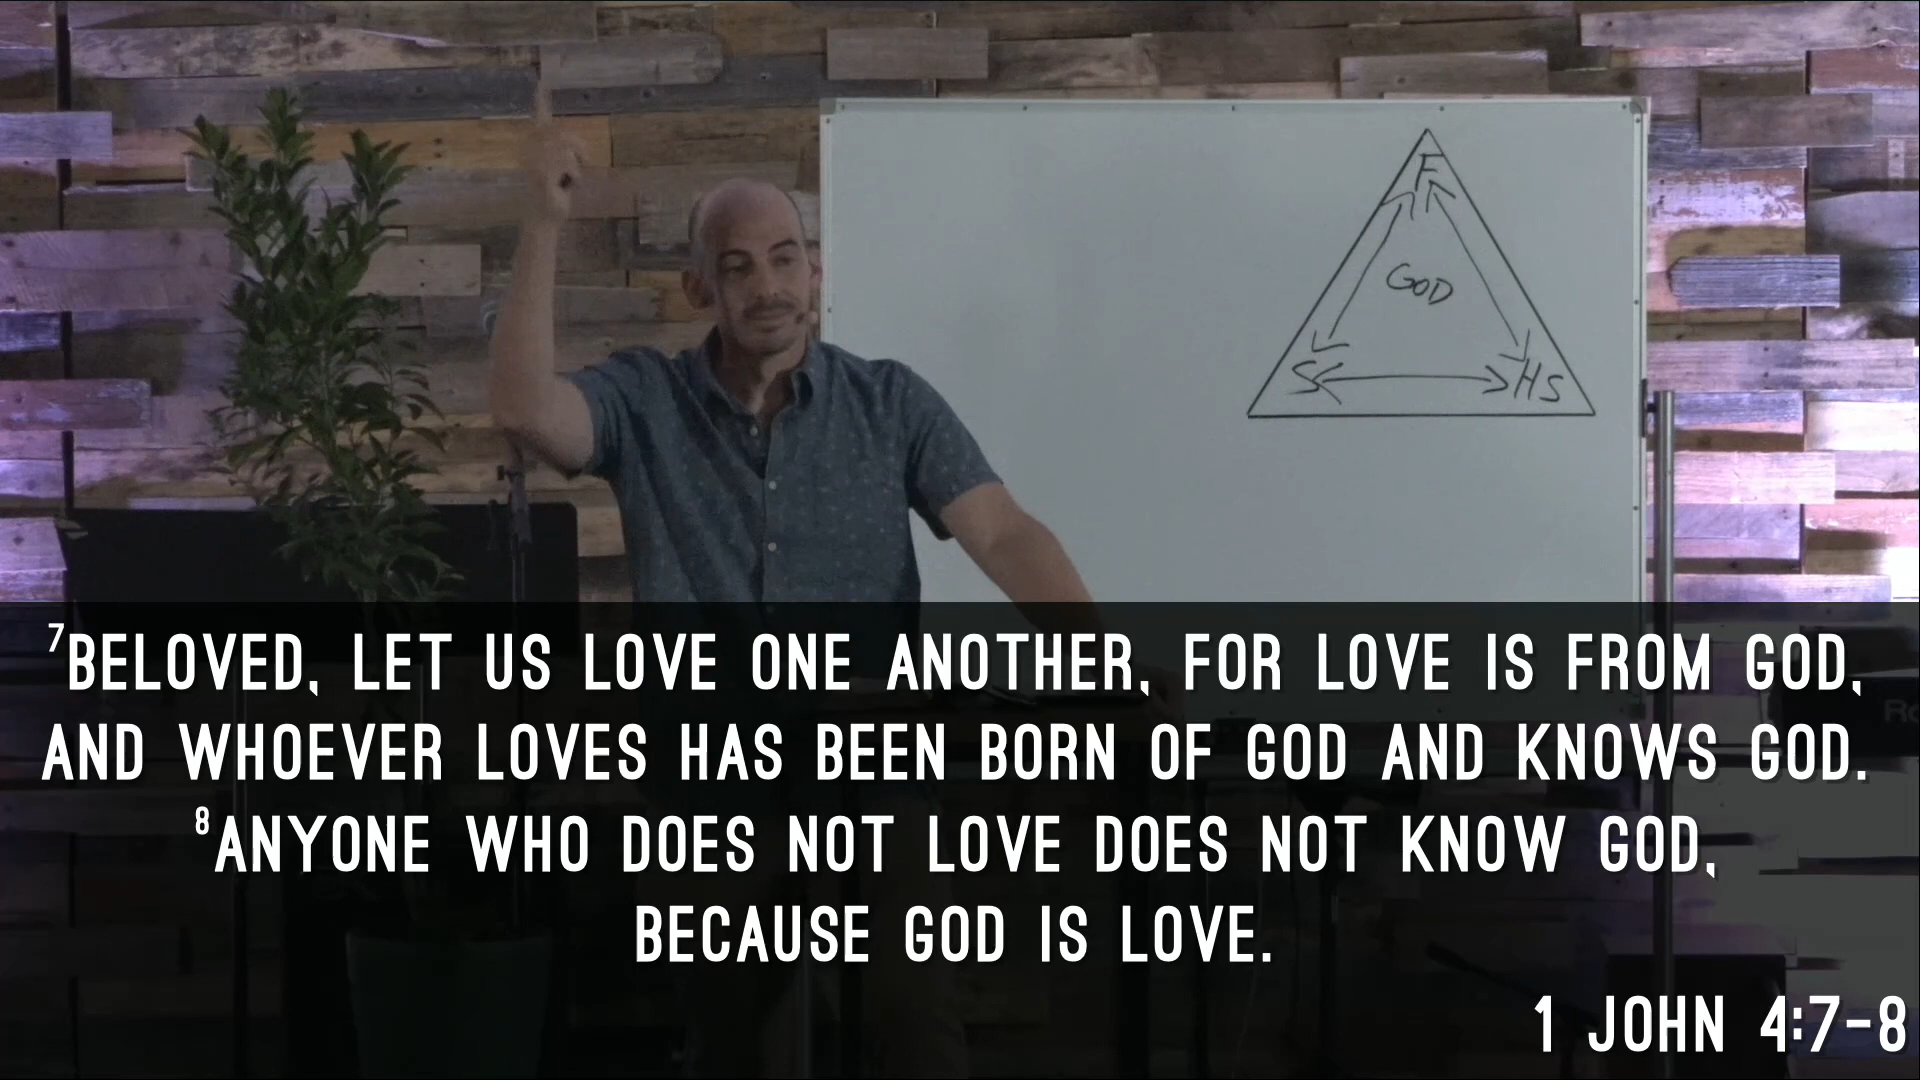 F
GOD
S HS
⁷BELOVED, LET US LOVE ONE ANOTHER, FOR LOVE IS FROM GOD,
AND WHOEVER LOVES HAS BEEN BORN OF GOD AND KNOWS GOD.
⁸ANYONE WHO DOES NOT LOVE DOES NOT KNOW GOD,
BECAUSE GOD IS LOVE.
1 JOHN 4:7-8